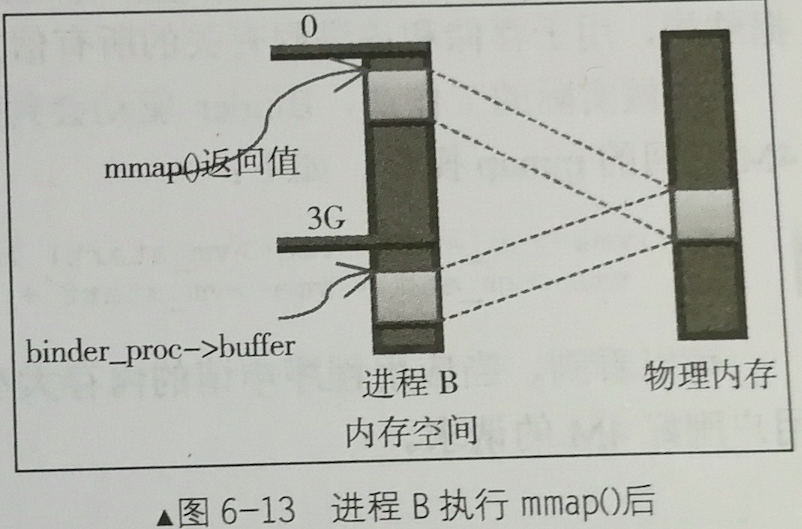 0
mmap()返回值
3G
binder_proc->buffer
进程 B
内存空间
物理内存
▲图 6-13 进程 B 执行 mmap()后